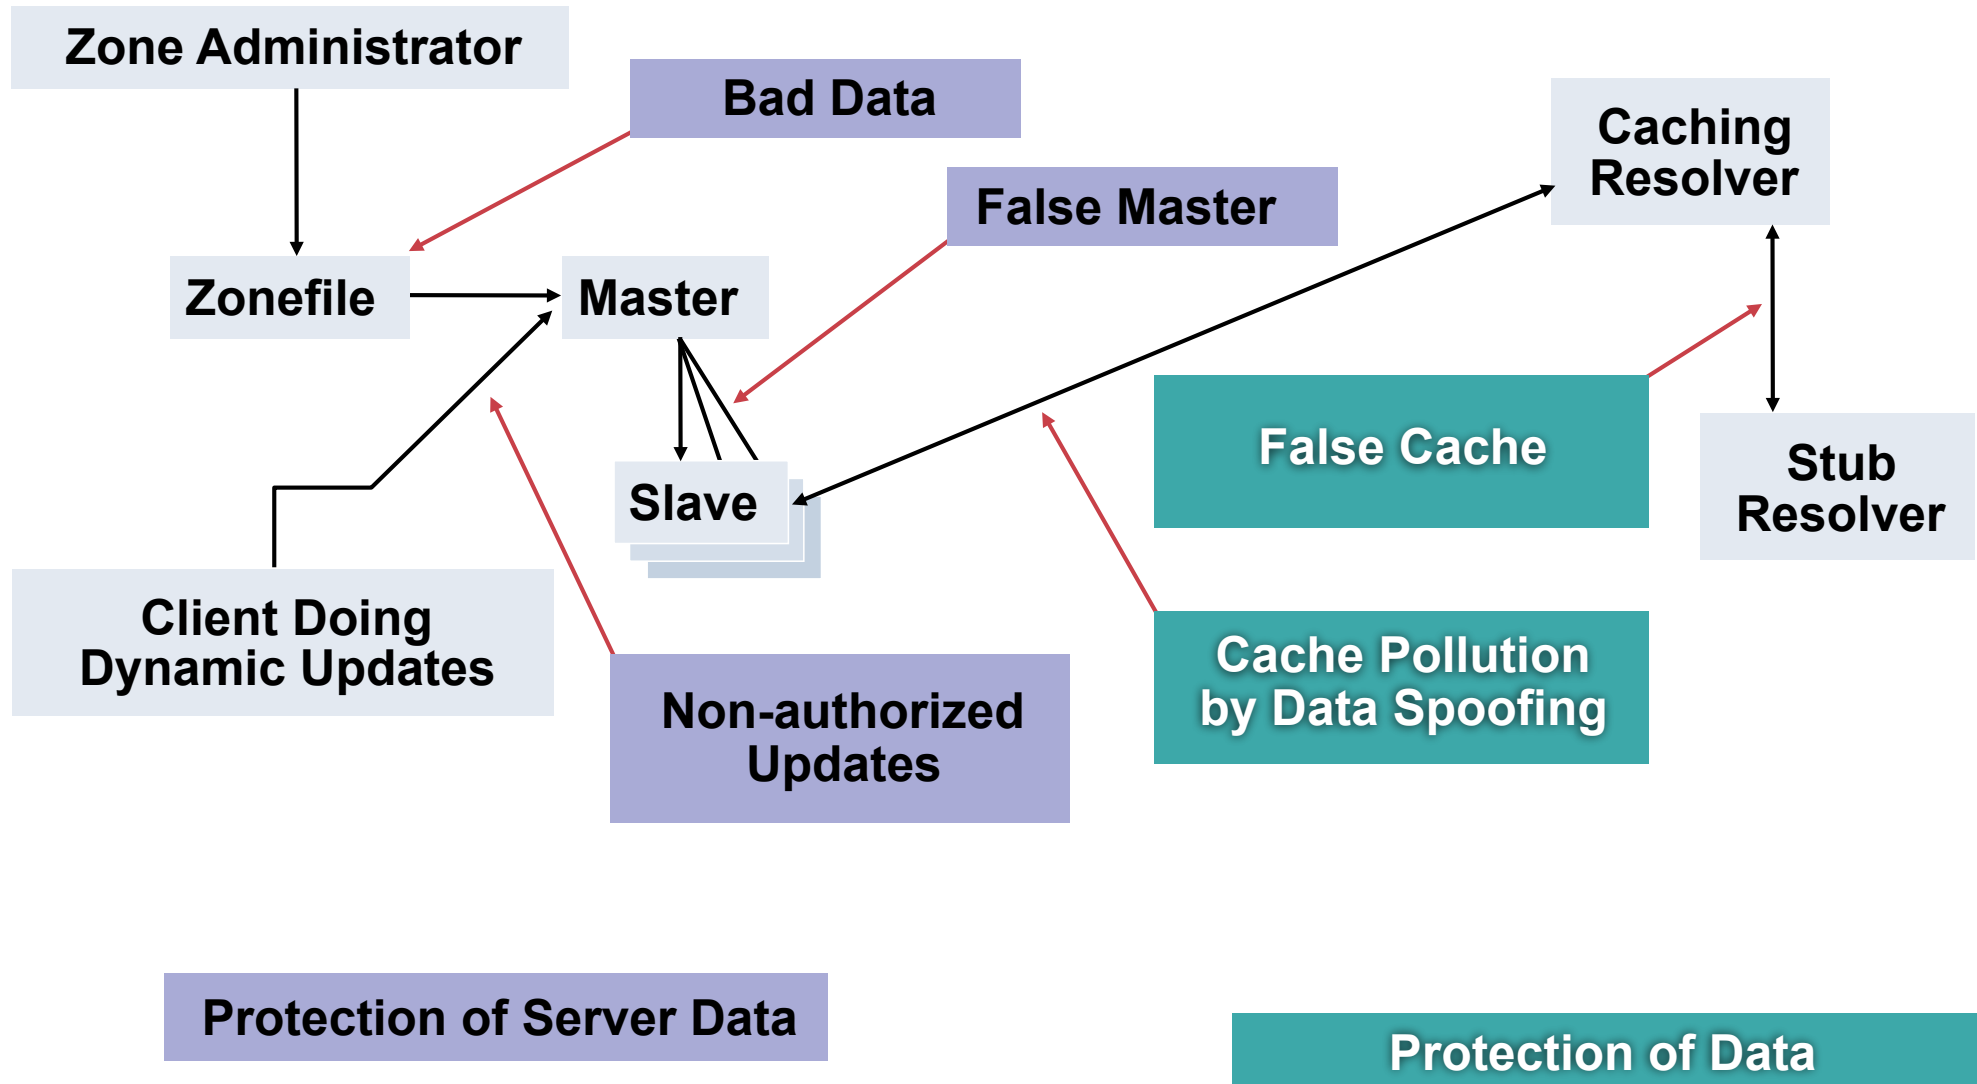 Zone Administrator
Bad Data
Caching
Resolver
False Master
Zonefile
Master
False Cache
Stub
Resolver
Slave
Client Doing
Dynamic Updates
Cache Pollution
by Data Spoofing
Non-authorized
Updates
Protection of Server Data
Protection of Data